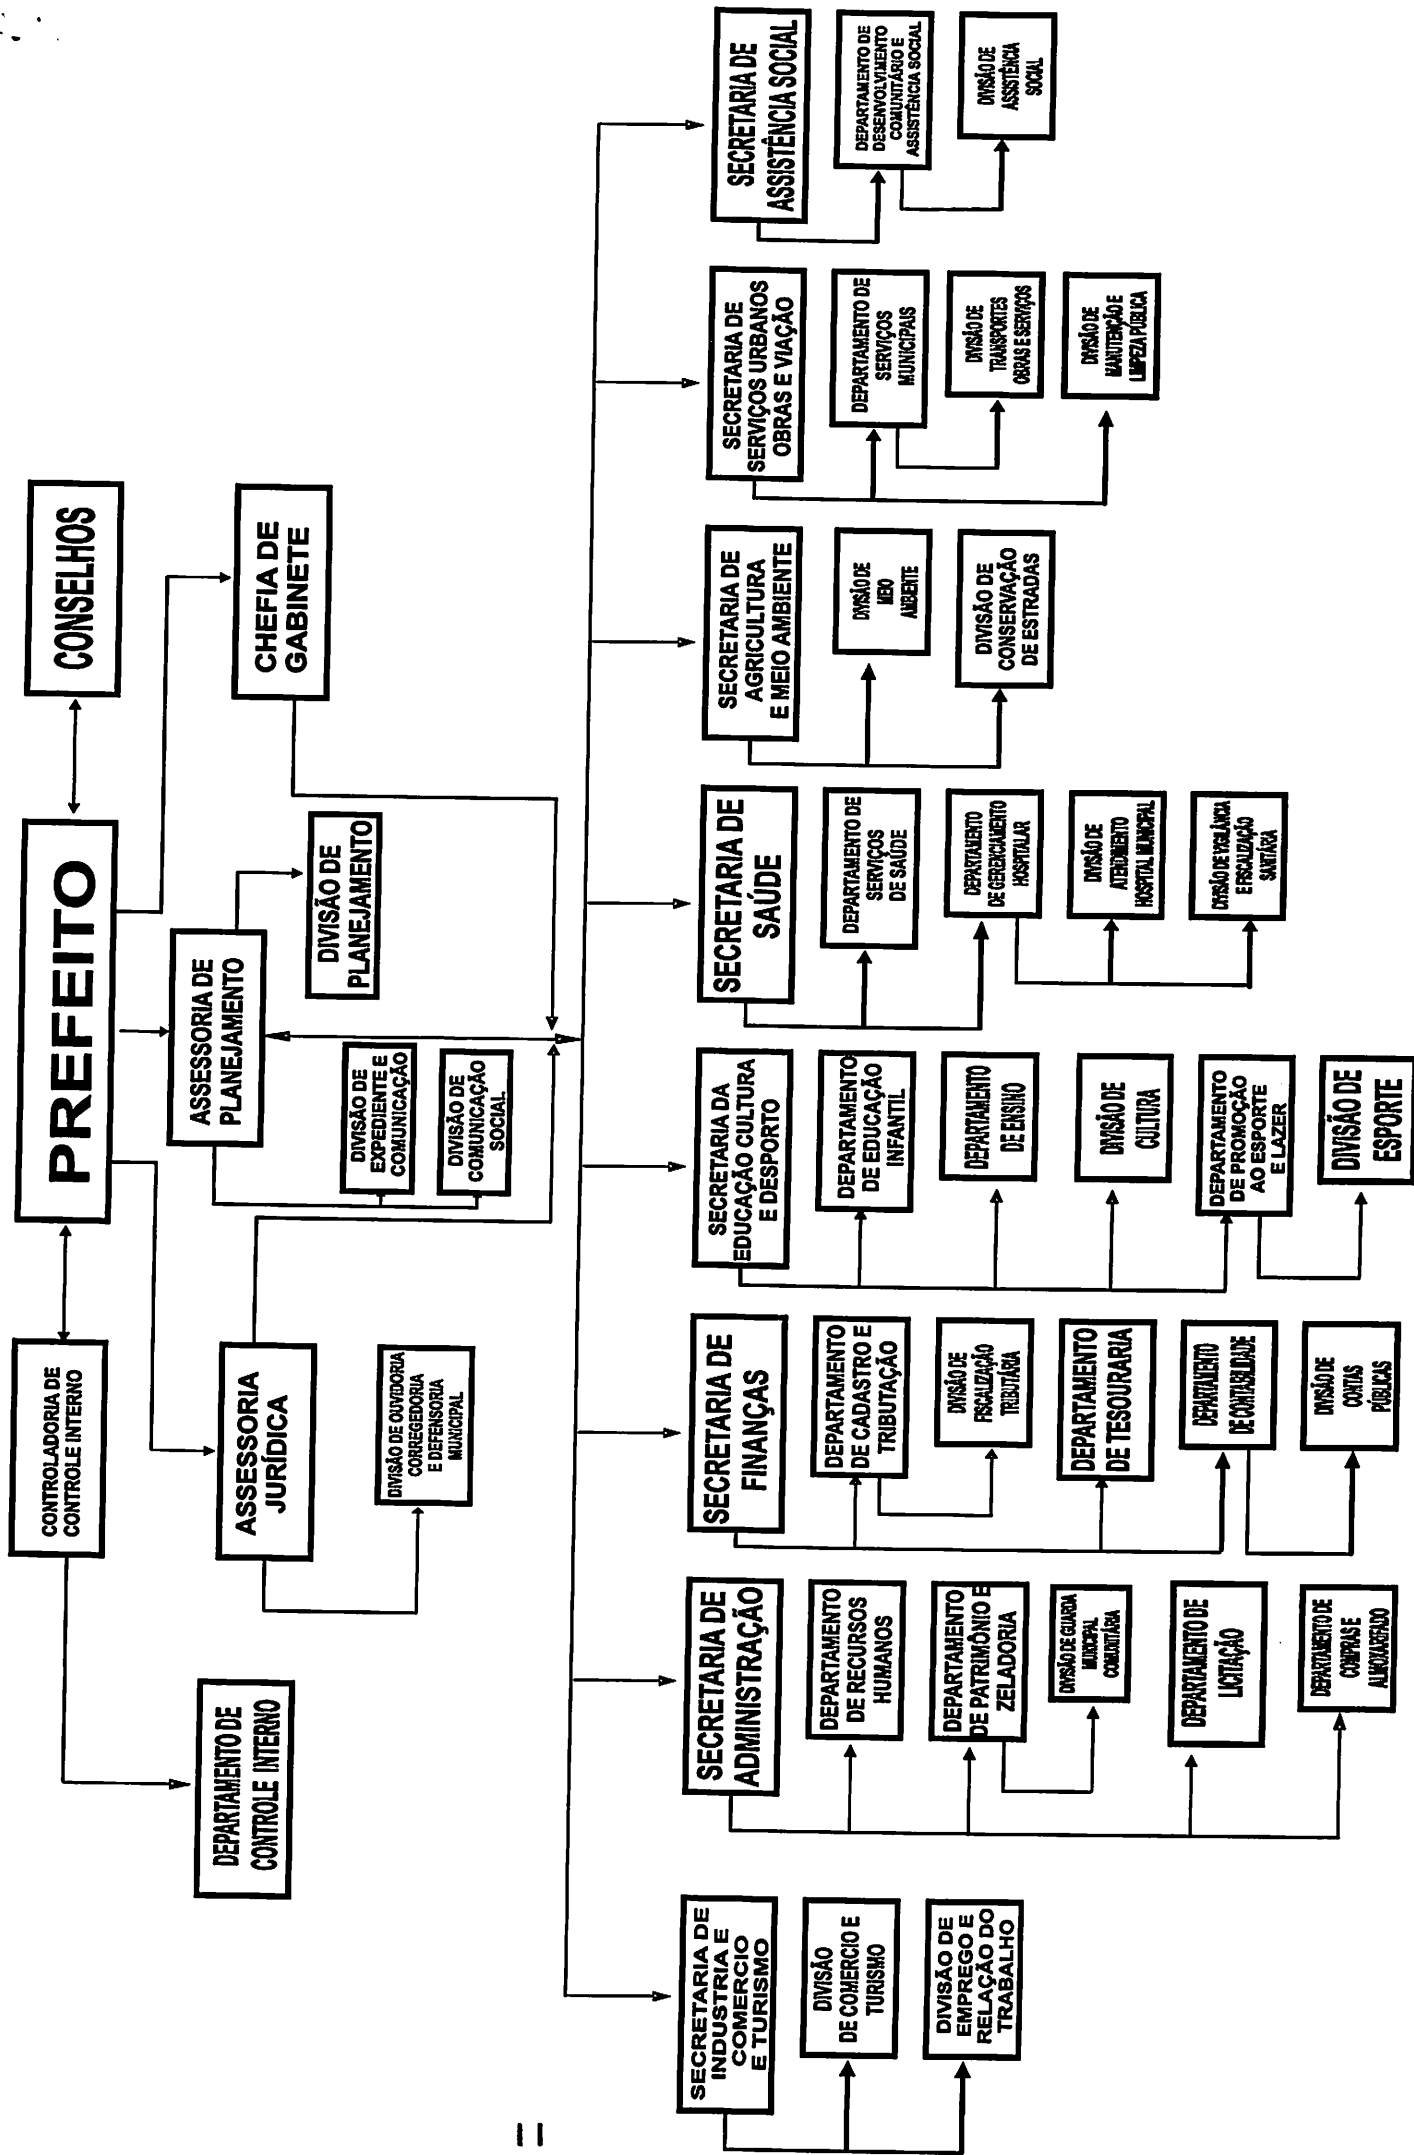 CONSELHOS
PREFEITO
CONTROLADORIA DE
CONTROLE INTERNO
DEPARTAMENTO DE
CONTROLE INTERNO
CHEFIA DE
GABINETE
ASSESSORIA DE
PLANEJAMENTO
DIVISÃO DE
PLANEJAMENTO
DIVISÃO DE
EXPEDIENTE E
COMUNICAÇÃO
DIVISÃO DE
COMUNICAÇÃO
SOCIAL
ASSESSORIA
JURÍDICA
DIVISÃO DE OUVIDORIA
CORREGEDORIA
E DEFENSORIA
MUNICIPAL
SECRETARIA DE
INDUSTRIA E
COMERCIO
E TURISMO
DIVISÃO
DE COMERCIO E
TURISMO
DIVISÃO DE
EMPREGO E
RELAÇÃO DO
TRABALHO
SECRETARIA DE
ADMINISTRAÇÃO
DEPARTAMENTO
DE RECURSOS
HUMANOS
DEPARTAMENTO
DE PATRIMÔNIO E
ZELADORIA
DIVISÃO DE GUARDA
MUNICIPAL
COMUNITÁRIA
DEPARTAMENTO DE
LICITAÇÃO
DEPARTAMENTO DE
COMPRAS E
ALMOXARIFADO
SECRETARIA DE
FINANÇAS
DEPARTAMENTO
DE CADASTRO E
TRIBUTAÇÃO
DIVISÃO DE
FISCALIZAÇÃO
TRIBUTÁRIA
DEPARTAMENTO
DE TESOURARIA
DEPARTAMENTO
DE CONTABILIDADE
DIVISÃO DE
CONTAS
PÚBLICAS
SECRETARIA DA
EDUCAÇÃO CULTURA
E DESPORTO
DEPARTAMENTO
DE EDUCAÇÃO
INFANTIL
DEPARTAMENTO
DE ENSINO
DIVISÃO DE
CULTURA
DEPARTAMENTO
DE PROMOÇÃO
AO ESPORTE
E LAZER
DIVISÃO DE
ESPORTE
SECRETARIA DE
SAÚDE
DEPARTAMENTO DE
SERVIÇOS
DE SAÚDE
DEPARTAMENTO
DE GERENCIAMENTO
HOSPITALAR
DIVISÃO DE
ATENDIMENTO
HOSPITAL MUNICIPAL
DIVISÃO DE VIGILÂNCIA
E FISCALIZAÇÃO
SANITÁRIA
SECRETARIA DE
AGRICULTURA
E MEIO AMBIENTE
DIVISÃO DE
MEIO
AMBIENTE
DIVISÃO DE
CONSERVAÇÃO
DE ESTRADAS
SECRETARIA DE
SERVIÇOS URBANOS
OBRAS E VIAÇÃO
DEPARTAMENTO DE
SERVIÇOS
MUNICIPAIS
DIVISÃO DE
TRANSPORTES
OBRAS E SERVIÇOS
DIVISÃO DE
MANUTENÇÃO E
LIMPEZA PÚBLICA
SECRETARIA DE
ASSISTÊNCIA SOCIAL
DEPARTAMENTO DE
DESENVOLVIMENTO
COMUNITÁRIO E
ASSISTÊNCIA SOCIAL
DIVISÃO DE
ASSISTÊNCIA
SOCIAL